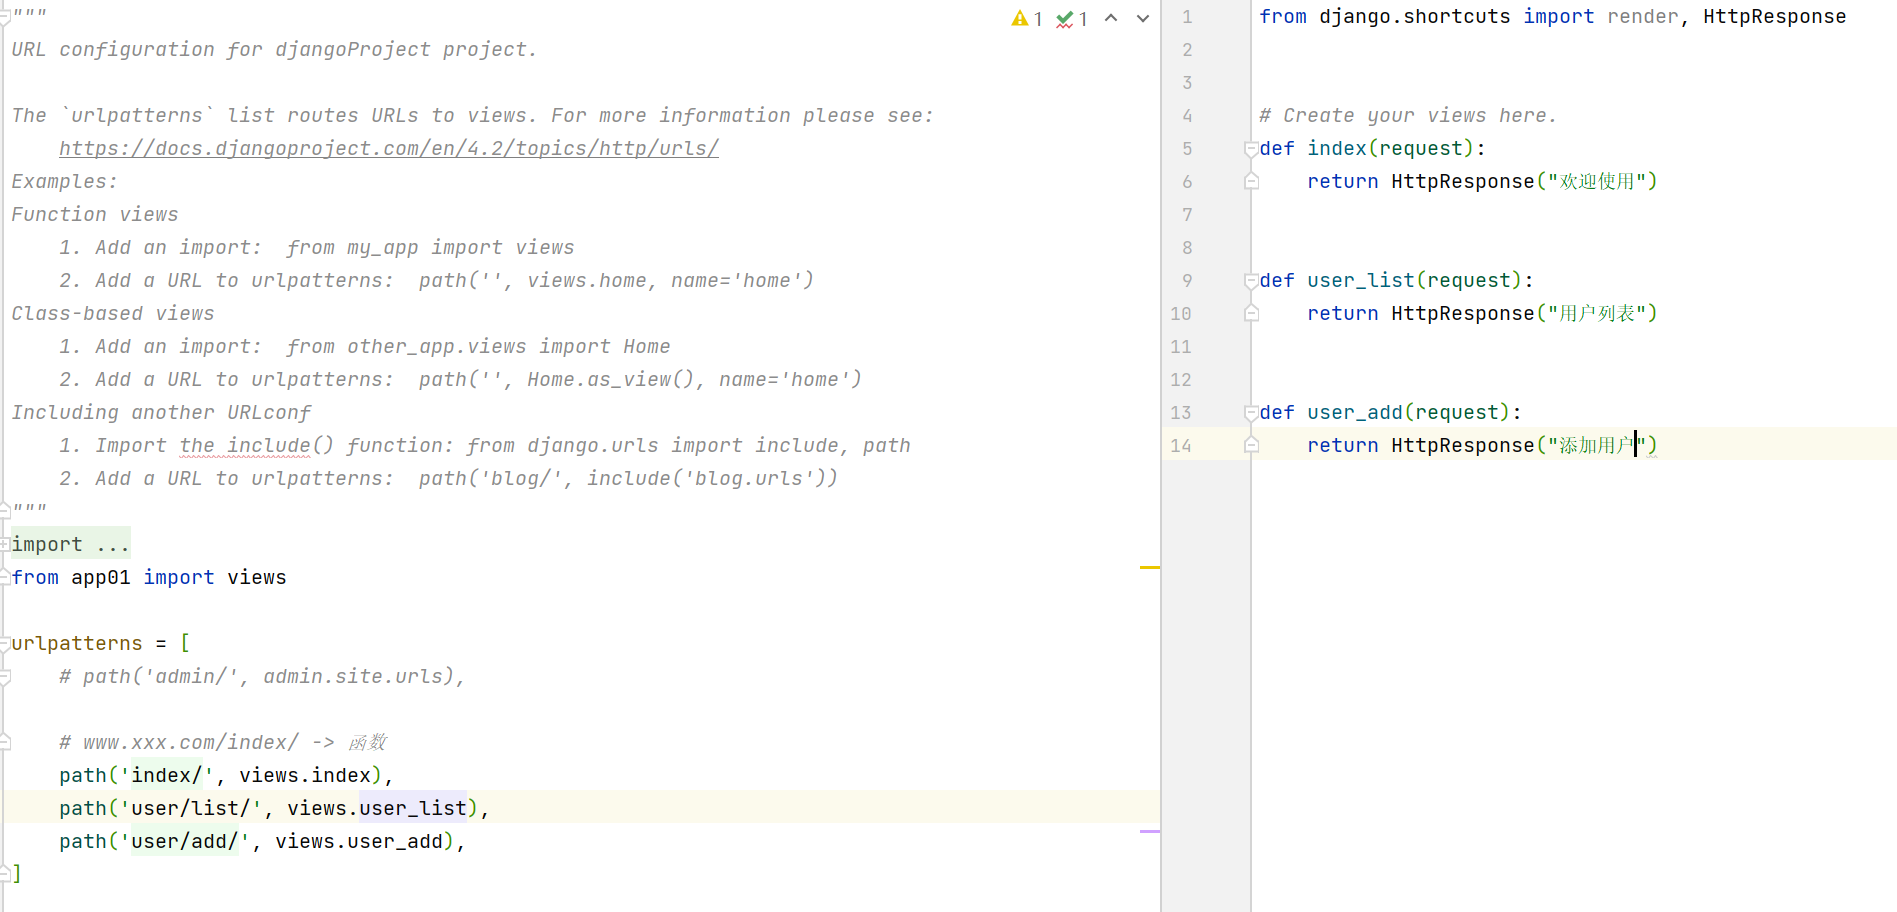 """
URL configuration for djangoProject project.
The `urlpatterns` list routes URLs to views. For more information please see:
    https://docs.djangoproject.com/en/4.2/topics/http/urls/
Examples:
Function views
    1. Add an import:  from my_app import views
    2. Add a URL to urlpatterns:  path('', views.home, name='home')
Class-based views
    1. Add an import:  from other_app.views import Home
    2. Add a URL to urlpatterns:  path('', Home.as_view(), name='home')
Including another URLconf
    1. Import the include() function: from django.urls import include, path
    2. Add a URL to urlpatterns:  path('blog/', include('blog.urls'))
"""
import ...
from app01 import views
urlpatterns = [
    # path('admin/', admin.site.urls),
    # www.xxx.com/index/ -> 函数
    path('index/', views.index),
    path('user/list/', views.user_list),
    path('user/add/', views.user_add),
]
1 1
1 from django.shortcuts import render, HttpResponse
2
3
4 # Create your views here.
5 def index(request):
6     return HttpResponse("欢迎使用")
7
8
9 def user_list(request):
10     return HttpResponse("用户列表")
11
12
13 def user_add(request):
14     return HttpResponse("添加用户")